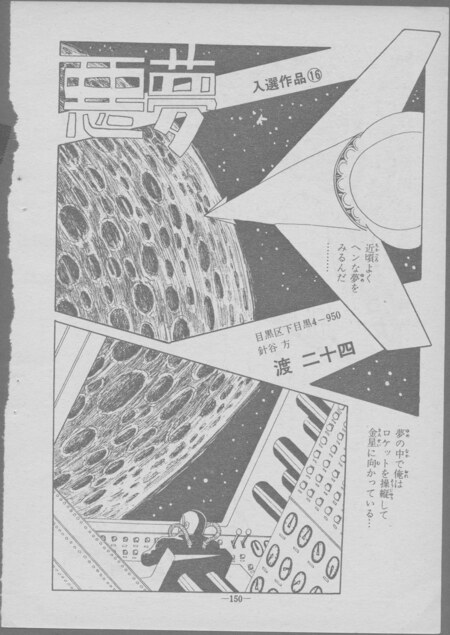 悪夢
入選作品⑯
近頃よく
ヘンな夢を
みるんだ
………
目黒区下目黒4-950
針谷 方
渡 二十四
夢の中で俺は
ロケットを操縦して
金星に向かっている…
—150—